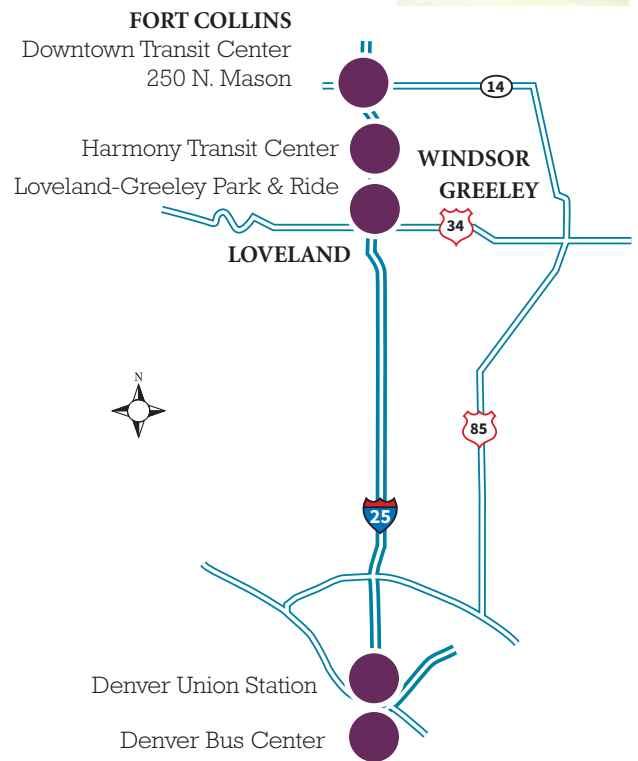 FORT COLLINS
Downtown Transit Center
250 N. Mason
14
Harmony Transit Center
WINDSOR
Loveland-Greeley Park & Ride
GREELEY
34
LOVELAND
N
85
25
Denver Union Station
Denver Bus Center